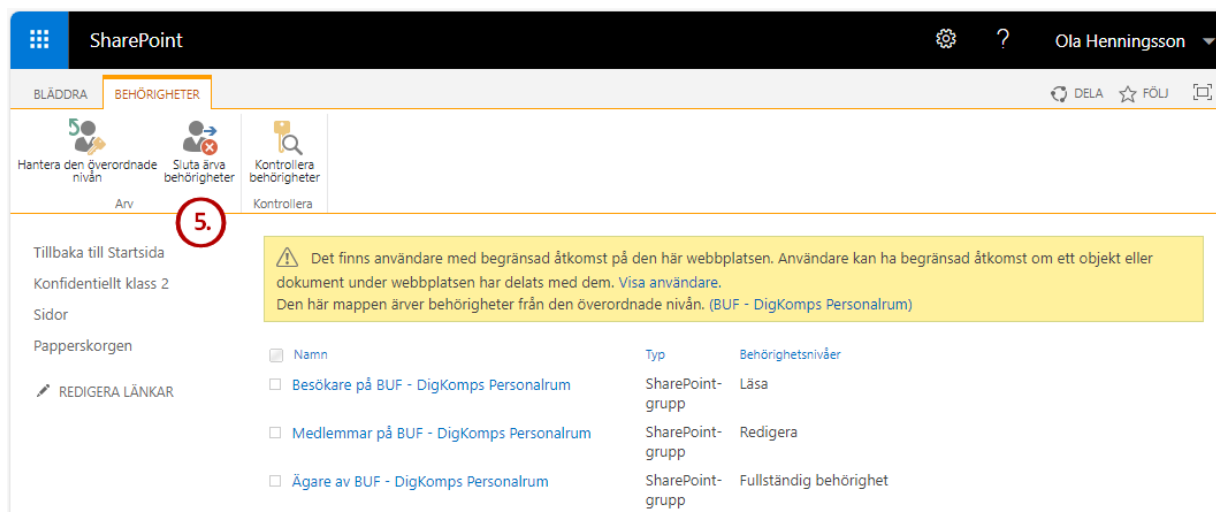 SharePoint
?
Ola Henningsson
BLÄDDRA
BEHÖRIGHETER
DELA
FÖLJ
Hantera den överordnade
nivån
Sluta ärva
behörigheter
Kontrollera
behörigheter
Arv
Kontrollera
5.
Tillbaka till Startsida
Konfidentiellt klass 2
Sidor
Papperskorgen
REDIGERA LÄNKAR
Det finns användare med begränsad åtkomst på den här webbplatsen. Användare kan ha begränsad åtkomst om ett objekt eller
dokument under webbplatsen har delats med dem. Visa användare.
Den här mappen ärver behörigheter från den överordnade nivån. (BUF - DigKomps Personalrum)
Namn Typ Behörighetsnivåer
Besökare på BUF - DigKomps Personalrum SharePoint- Läsa
grupp
Medlemmar på BUF - DigKomps Personalrum SharePoint- Redigera
grupp
Ägare av BUF - DigKomps Personalrum SharePoint- Fullständig behörighet
grupp